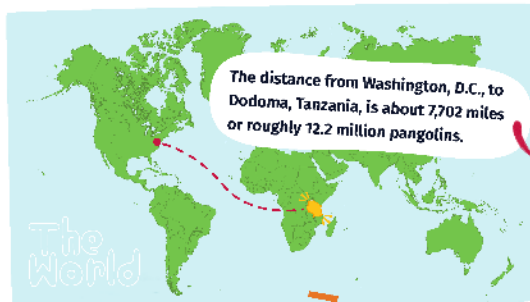 The distance from Washington, D.C., to
Dodoma, Tanzania, is about 7,702 miles
or roughly 12.2 million pangolins.
The
World